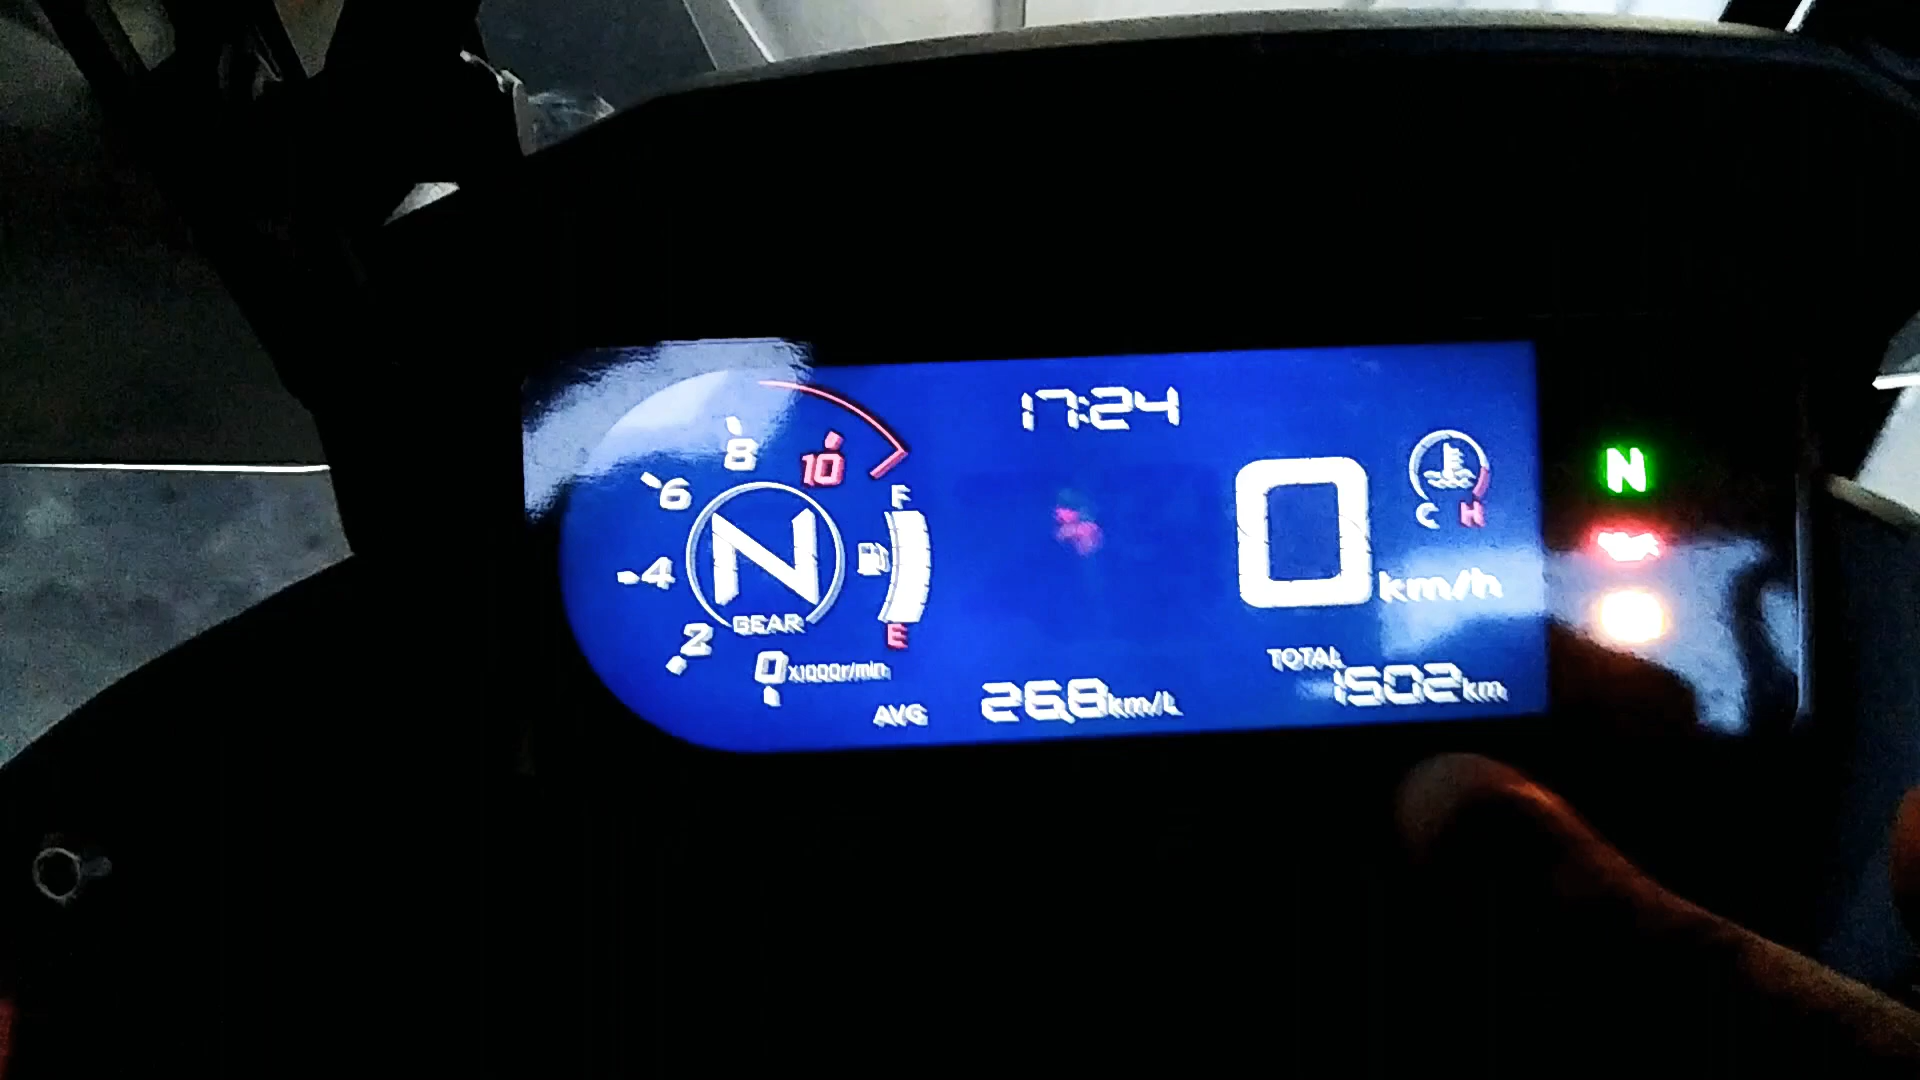 17:24
8
10
6
F
N
0
C H
N
4
km/h
GEAR
E
2
0 x1000r/min
TOTAL
1502 km
AVG 26.8 km/L